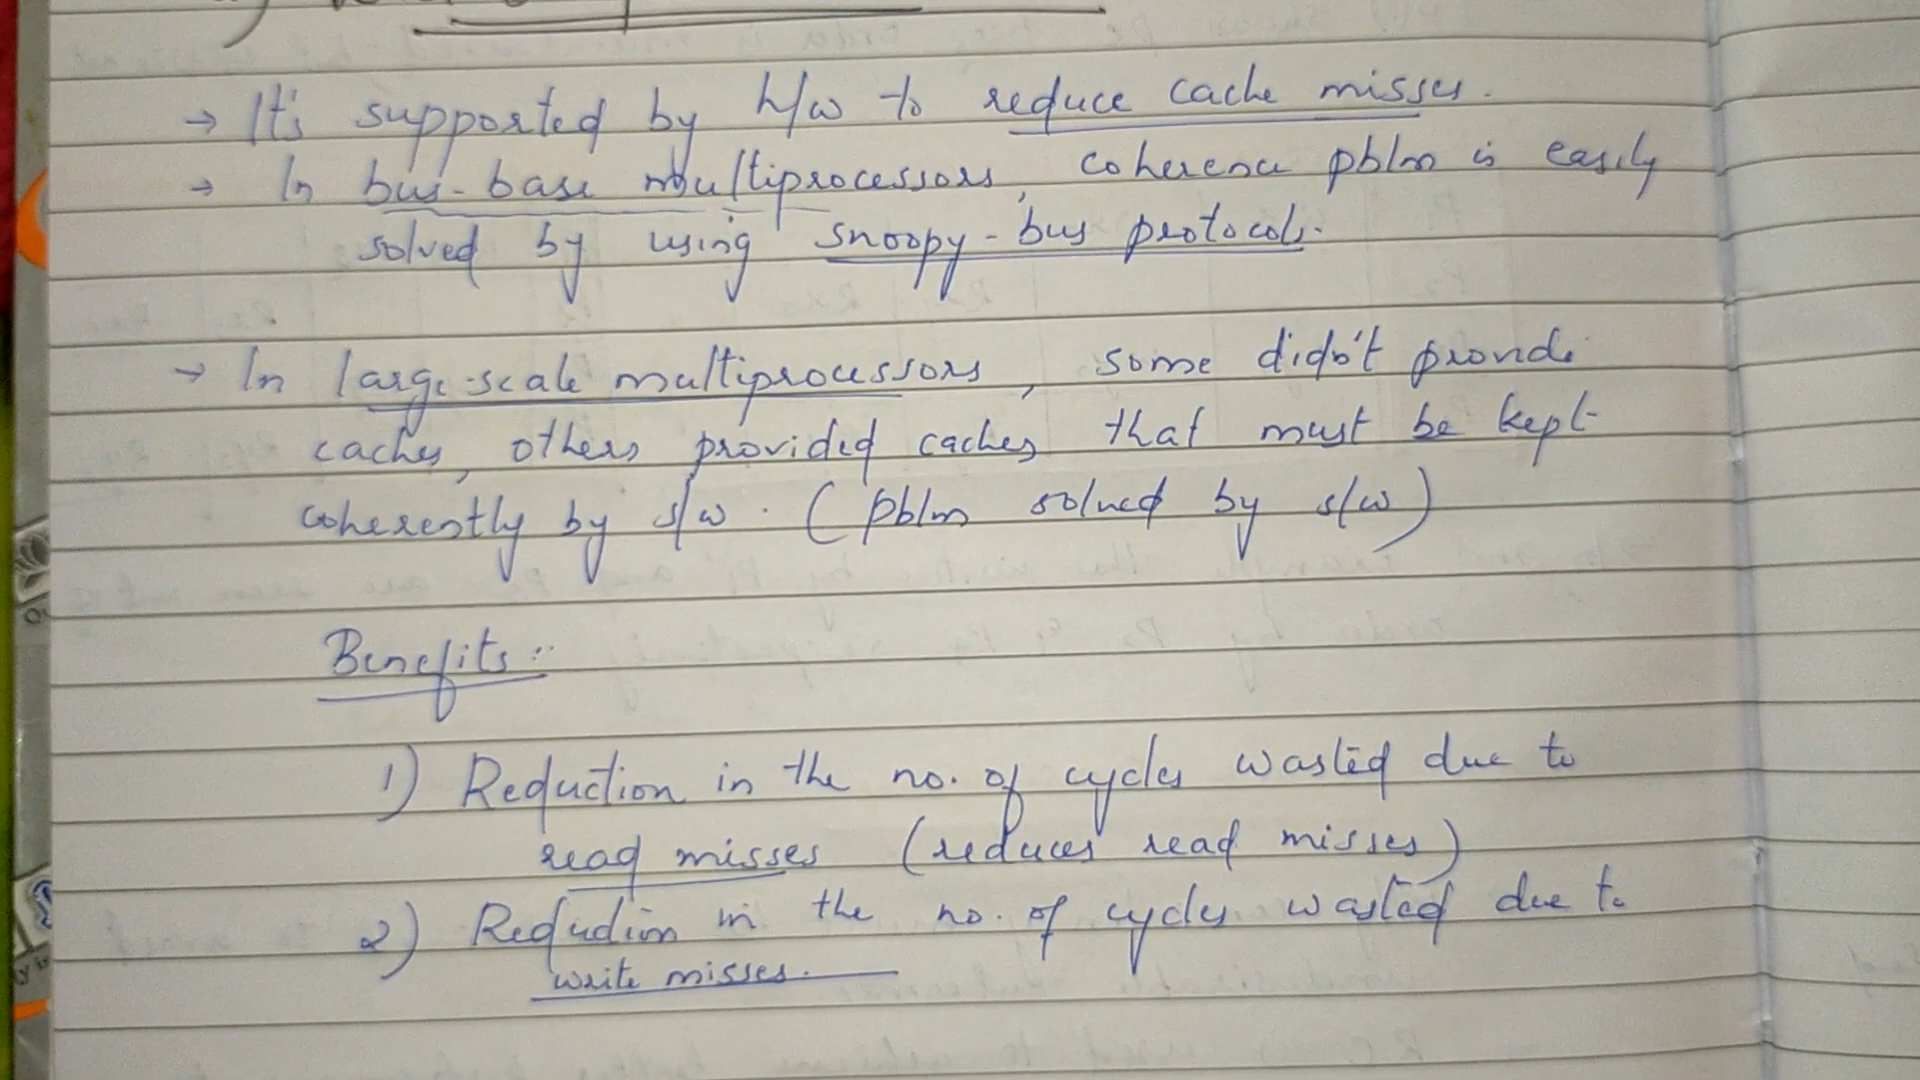 → It's supported by h/w to reduce cache misses.
→ In bus-base multiprocessors, coherence pblm is easily
solved by using snoopy-bus protocols.
→ In large-scale multiprocessors, some didn't provide
caches, others provided caches that must be kept
coherently by s/w. (pblm solved by s/w)
Benefits:-
1) Reduction in the no. of cycles wasted due to
read misses (reduces read misses)
2) Reduction in the no. of cycles wasted due to
write misses.